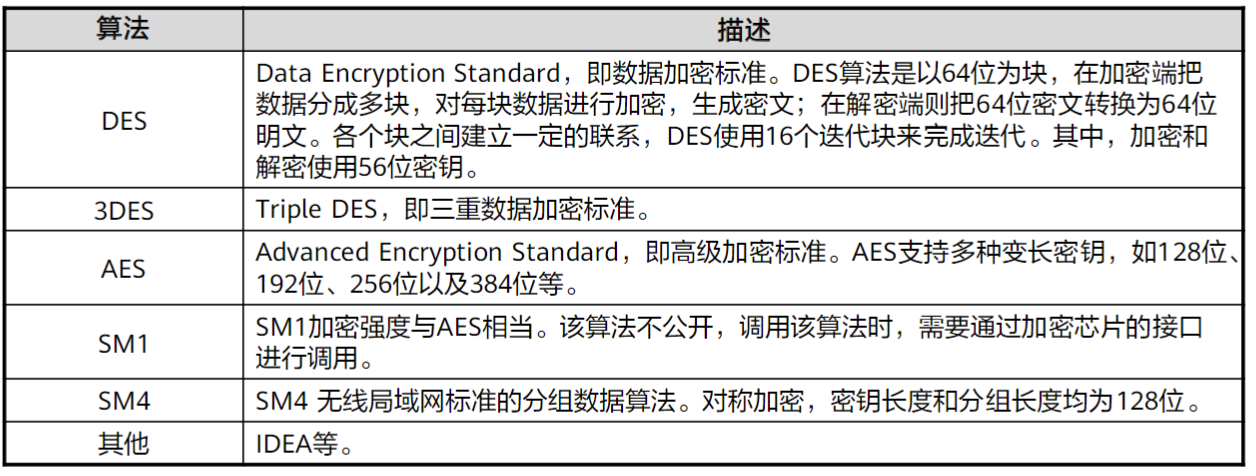 算法 描述
DES
Data Encryption Standard，即数据加密标准。DES算法是以64位为块，在加密端把
数据分成多块，对每块数据进行加密，生成密文；在解密端则把64位密文转换为64位
明文。各个块之间建立一定的联系，DES使用16个迭代块来完成迭代。其中，加密和
解密使用56位密钥。
3DES Triple DES，即三重数据加密标准。
AES
Advanced Encryption Standard，即高级加密标准。AES支持多种变长密钥，如128位、
192位、256位以及384位等。
SM1
SM1加密强度与AES相当。该算法不公开，调用该算法时，需要通过加密芯片的接口
进行调用。
SM4 SM4 无线局域网标准的分组数据算法。对称加密，密钥长度和分组长度均为128位。
其他 IDEA等。